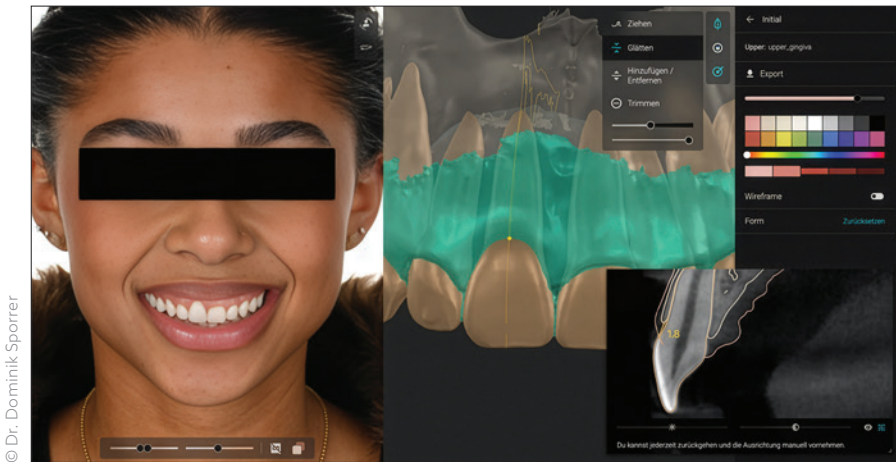 © Dr. Dominik Sporrer
Ziehen
Glätten
Hinzufügen /
Entfernen
Trimmen
Initial
Upper: upper_gingiva
Export
Wireframe
Form
Zurücksetzen
1.8
Du kannst jederzeit zurückgehen und die Ausrichtung manuell vornehmen.